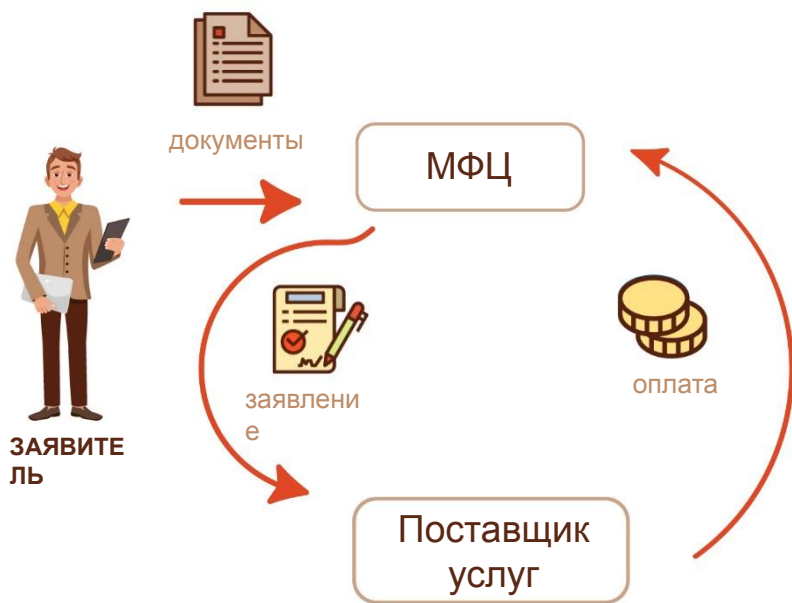 документы
МФЦ
заявлени
е
оплата
ЗАЯВИТЕ
ЛЬ
Поставщик
услуг